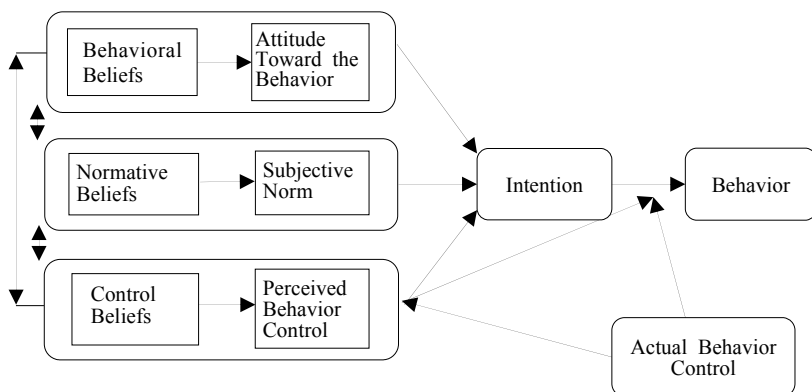 Behavioral
Beliefs
Attitude
Toward the
Behavior
Normative
Beliefs
Subjective
Norm
Intention
Behavior
Control
Beliefs
Perceived
Behavior
Control
Actual Behavior
Control